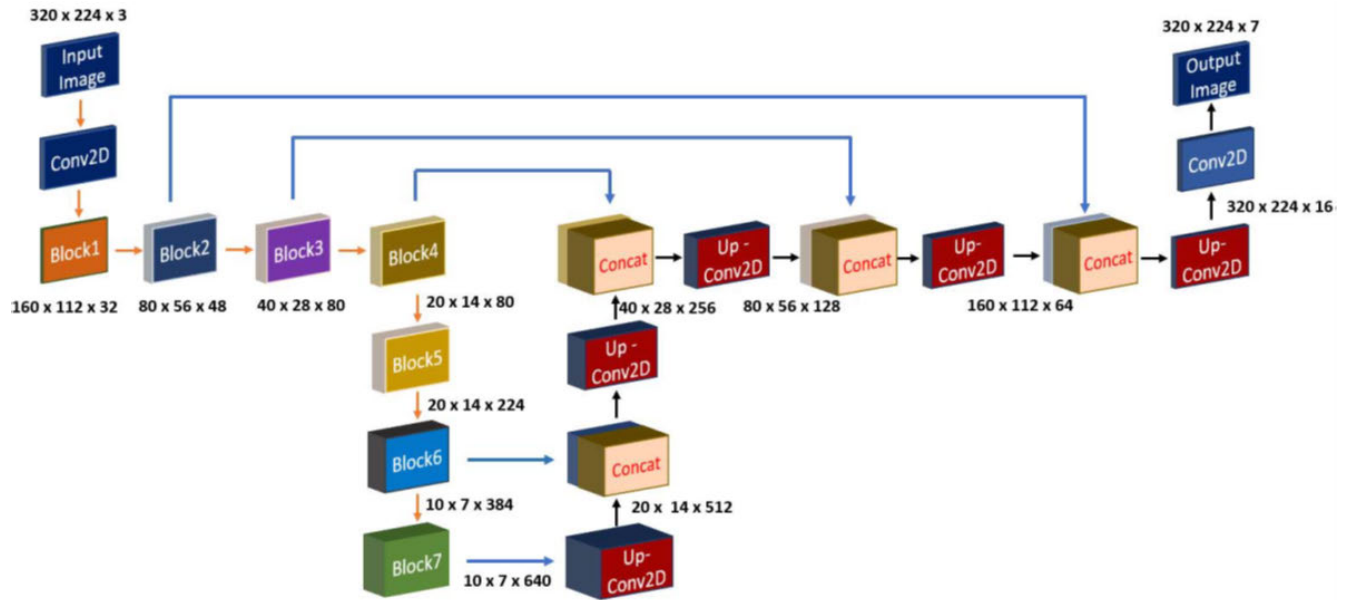 320 x 224 x 3
Input
Image
Conv2D
Block1
160 x 112 x 32
Block2
80 x 56 x 48
Block3
40 x 28 x 80
Block4
20 x 14 x 80
Block5
20 x 14 x 224
Block6
10 x 7 x 384
Block7
10 x 7 x 640
Up-
Conv2D
20 x 14 x 512
Concat
Up -
Conv2D
40 x 28 x 256
Concat
Up -
Conv2D
80 x 56 x 128
Concat
Up-
Conv2D
160 x 112 x 64
Concat
Up-
Conv2D
320 x 224 x 16
Conv2D
Output
Image
320 x 224 x 7